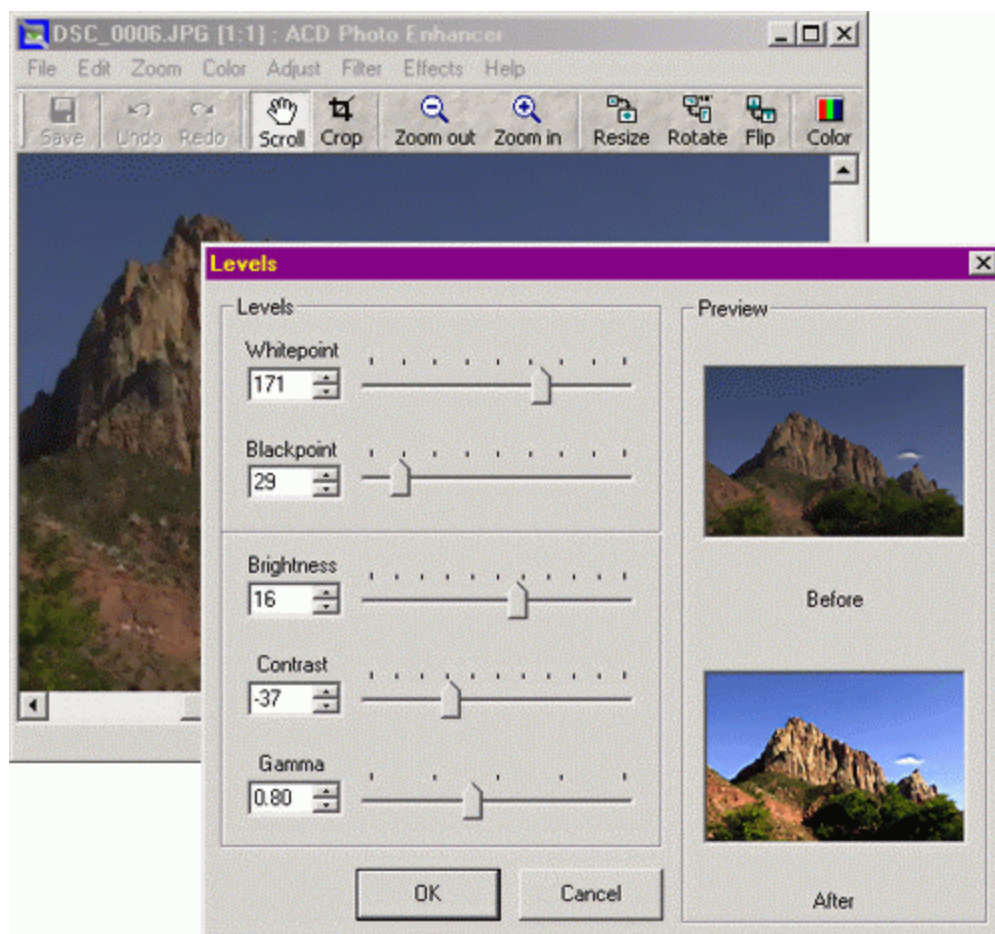 DSC_0006.JPG [1:1] : ACD Photo Enhancer
File Edit Zoom Color Adjust Filter Effects Help
Save Undo Redo Scroll Crop Zoom out Zoom in Resize Rotate Flip Color
Levels
Levels
Preview
Whitepoint
171
Blackpoint
29
Brightness
16
Before
Contrast
-37
Gamma
0.80
OK
Cancel
After